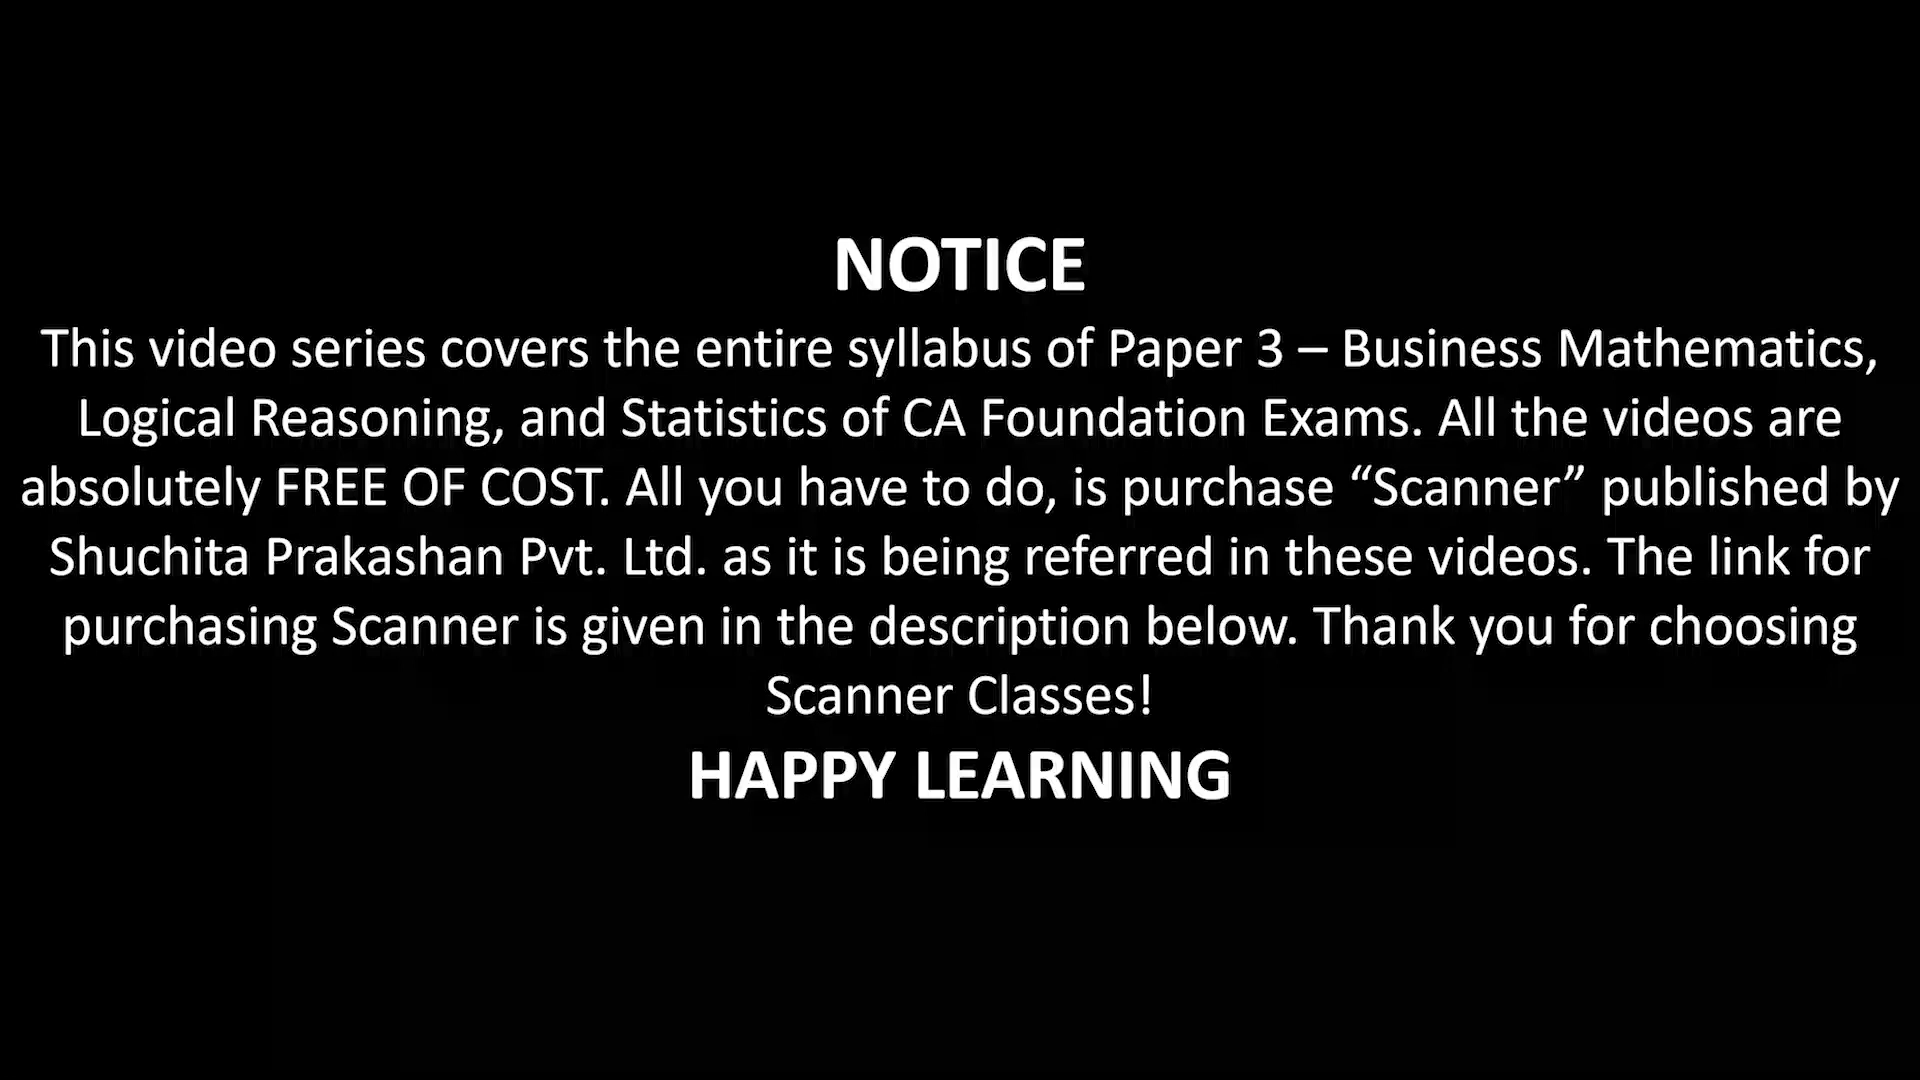 NOTICE
This video series covers the entire syllabus of Paper 3 – Business Mathematics,
Logical Reasoning, and Statistics of CA Foundation Exams. All the videos are
absolutely FREE OF COST. All you have to do, is purchase “Scanner” published by
Shuchita Prakashan Pvt. Ltd. as it is being referred in these videos. The link for
purchasing Scanner is given in the description below. Thank you for choosing
Scanner Classes!
HAPPY LEARNING